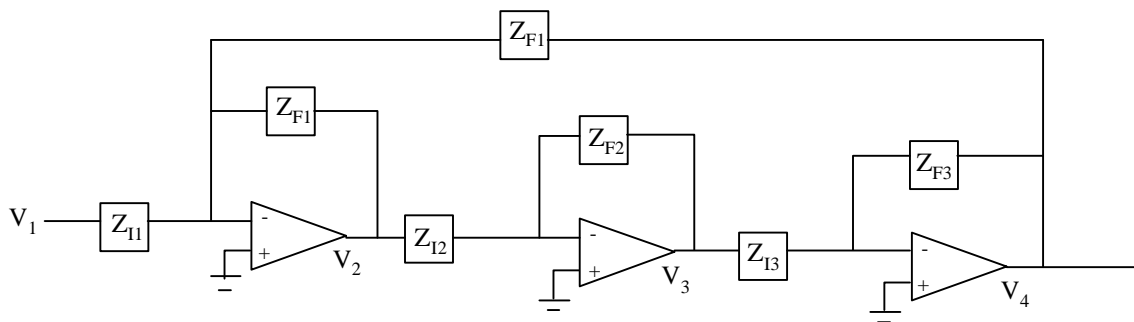 Z_F1
Z_F1
Z_F2
Z_F3
V_1
Z_I1
-
+
V_2
Z_I2
-
+
V_3
Z_I3
-
+
V_4